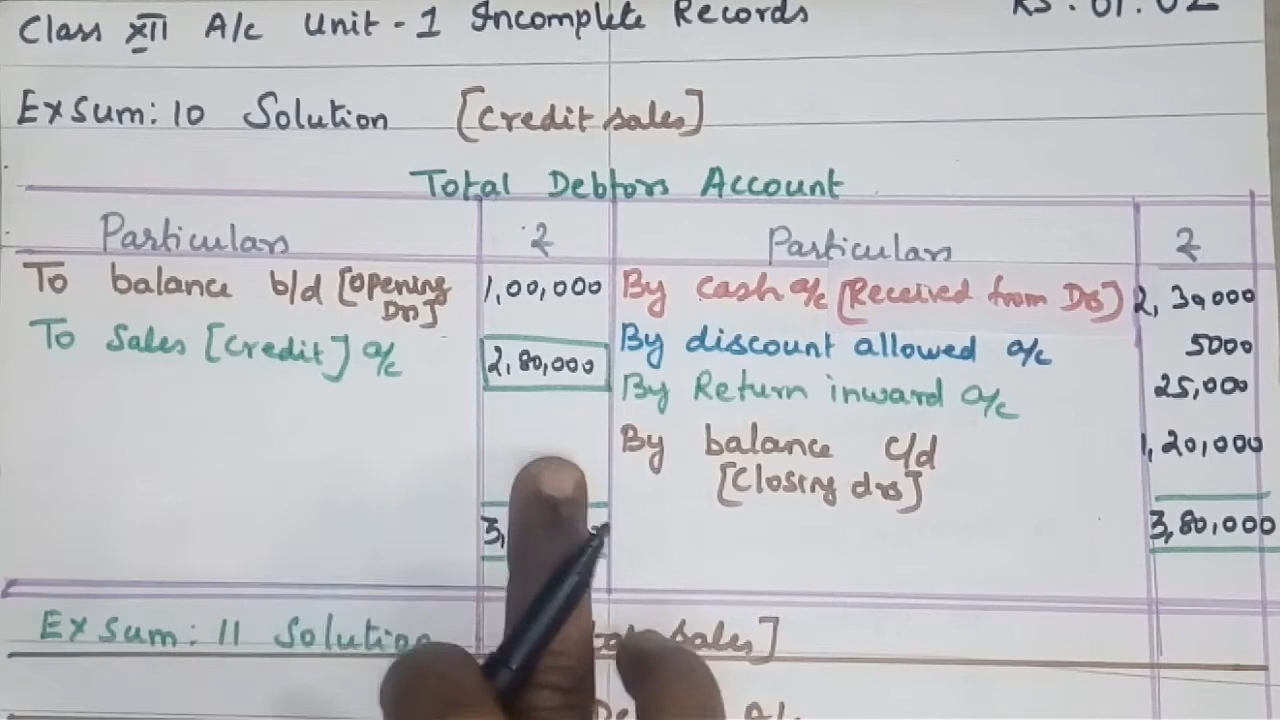 Class XII A/c Unit - 1 Incomplete Records
Ex Sum: 10 Solution [Credit sales]
Total Debtors Account
Particulars ₹ Particulars ₹
To balance b/d [Opening Drs] 1,00,000 By Cash a/c [Received from Drs] 2,30,000
To Sales [Credit] a/c 2,80,000 By discount allowed a/c 5000
By Return inward a/c 25,000
By balance c/d 1,20,000
[Closing drs]
3, 3,80,000
Ex Sum: 11 Solution sales]